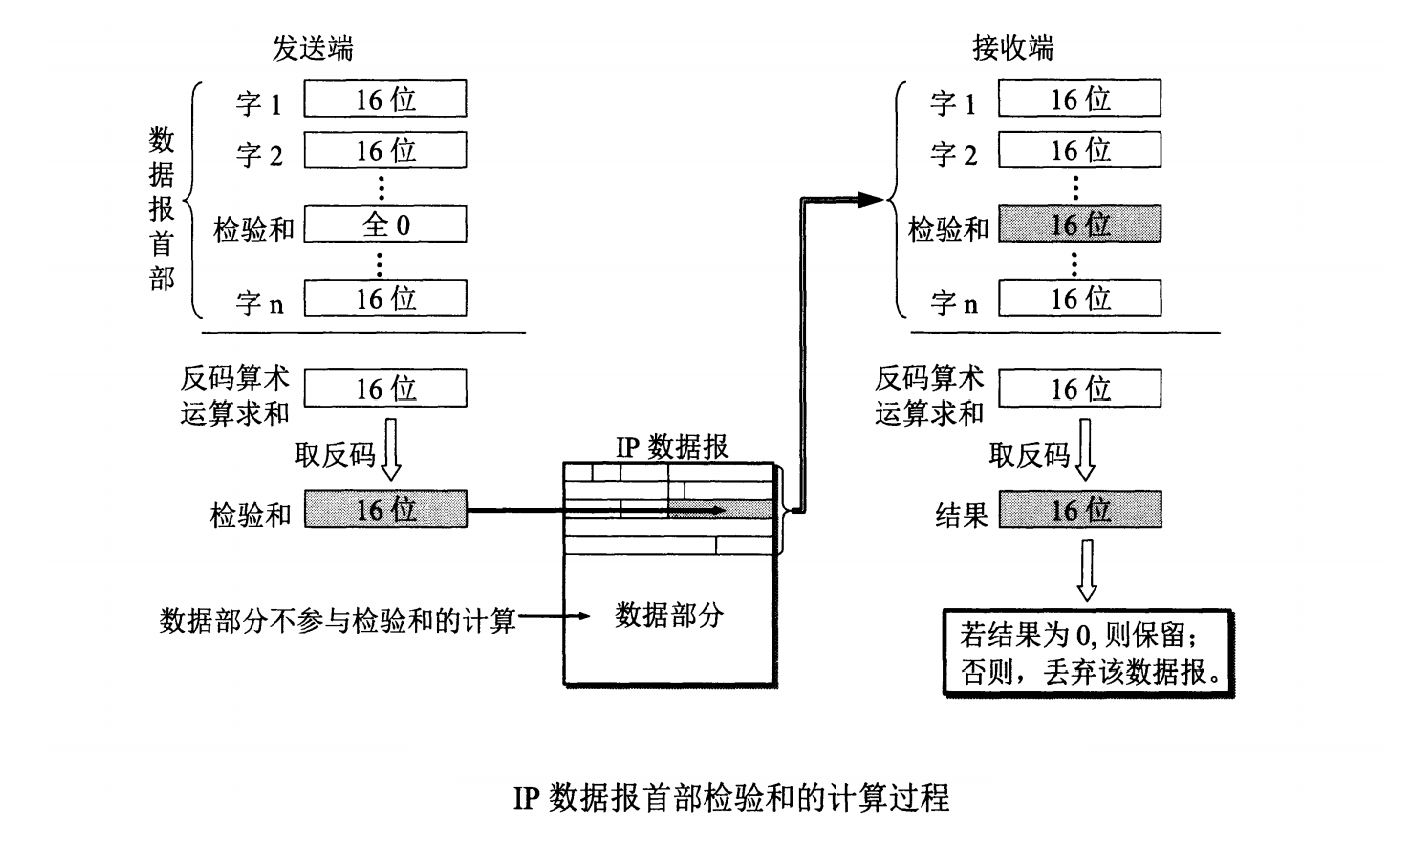 发送端
数据报首部
字 1
16 位
字 2
16 位
检验和
全 0
字 n
16 位
反码算术
运算求和
16 位
取反码
检验和
16 位
数据部分不参与检验和的计算
IP 数据报
数据部分
接收端
字 1
16 位
字 2
16 位
检验和
16 位
字 n
16 位
反码算术
运算求和
16 位
取反码
结果
16 位
若结果为 0, 则保留；
否则，丢弃该数据报。
IP 数据报首部检验和的计算过程